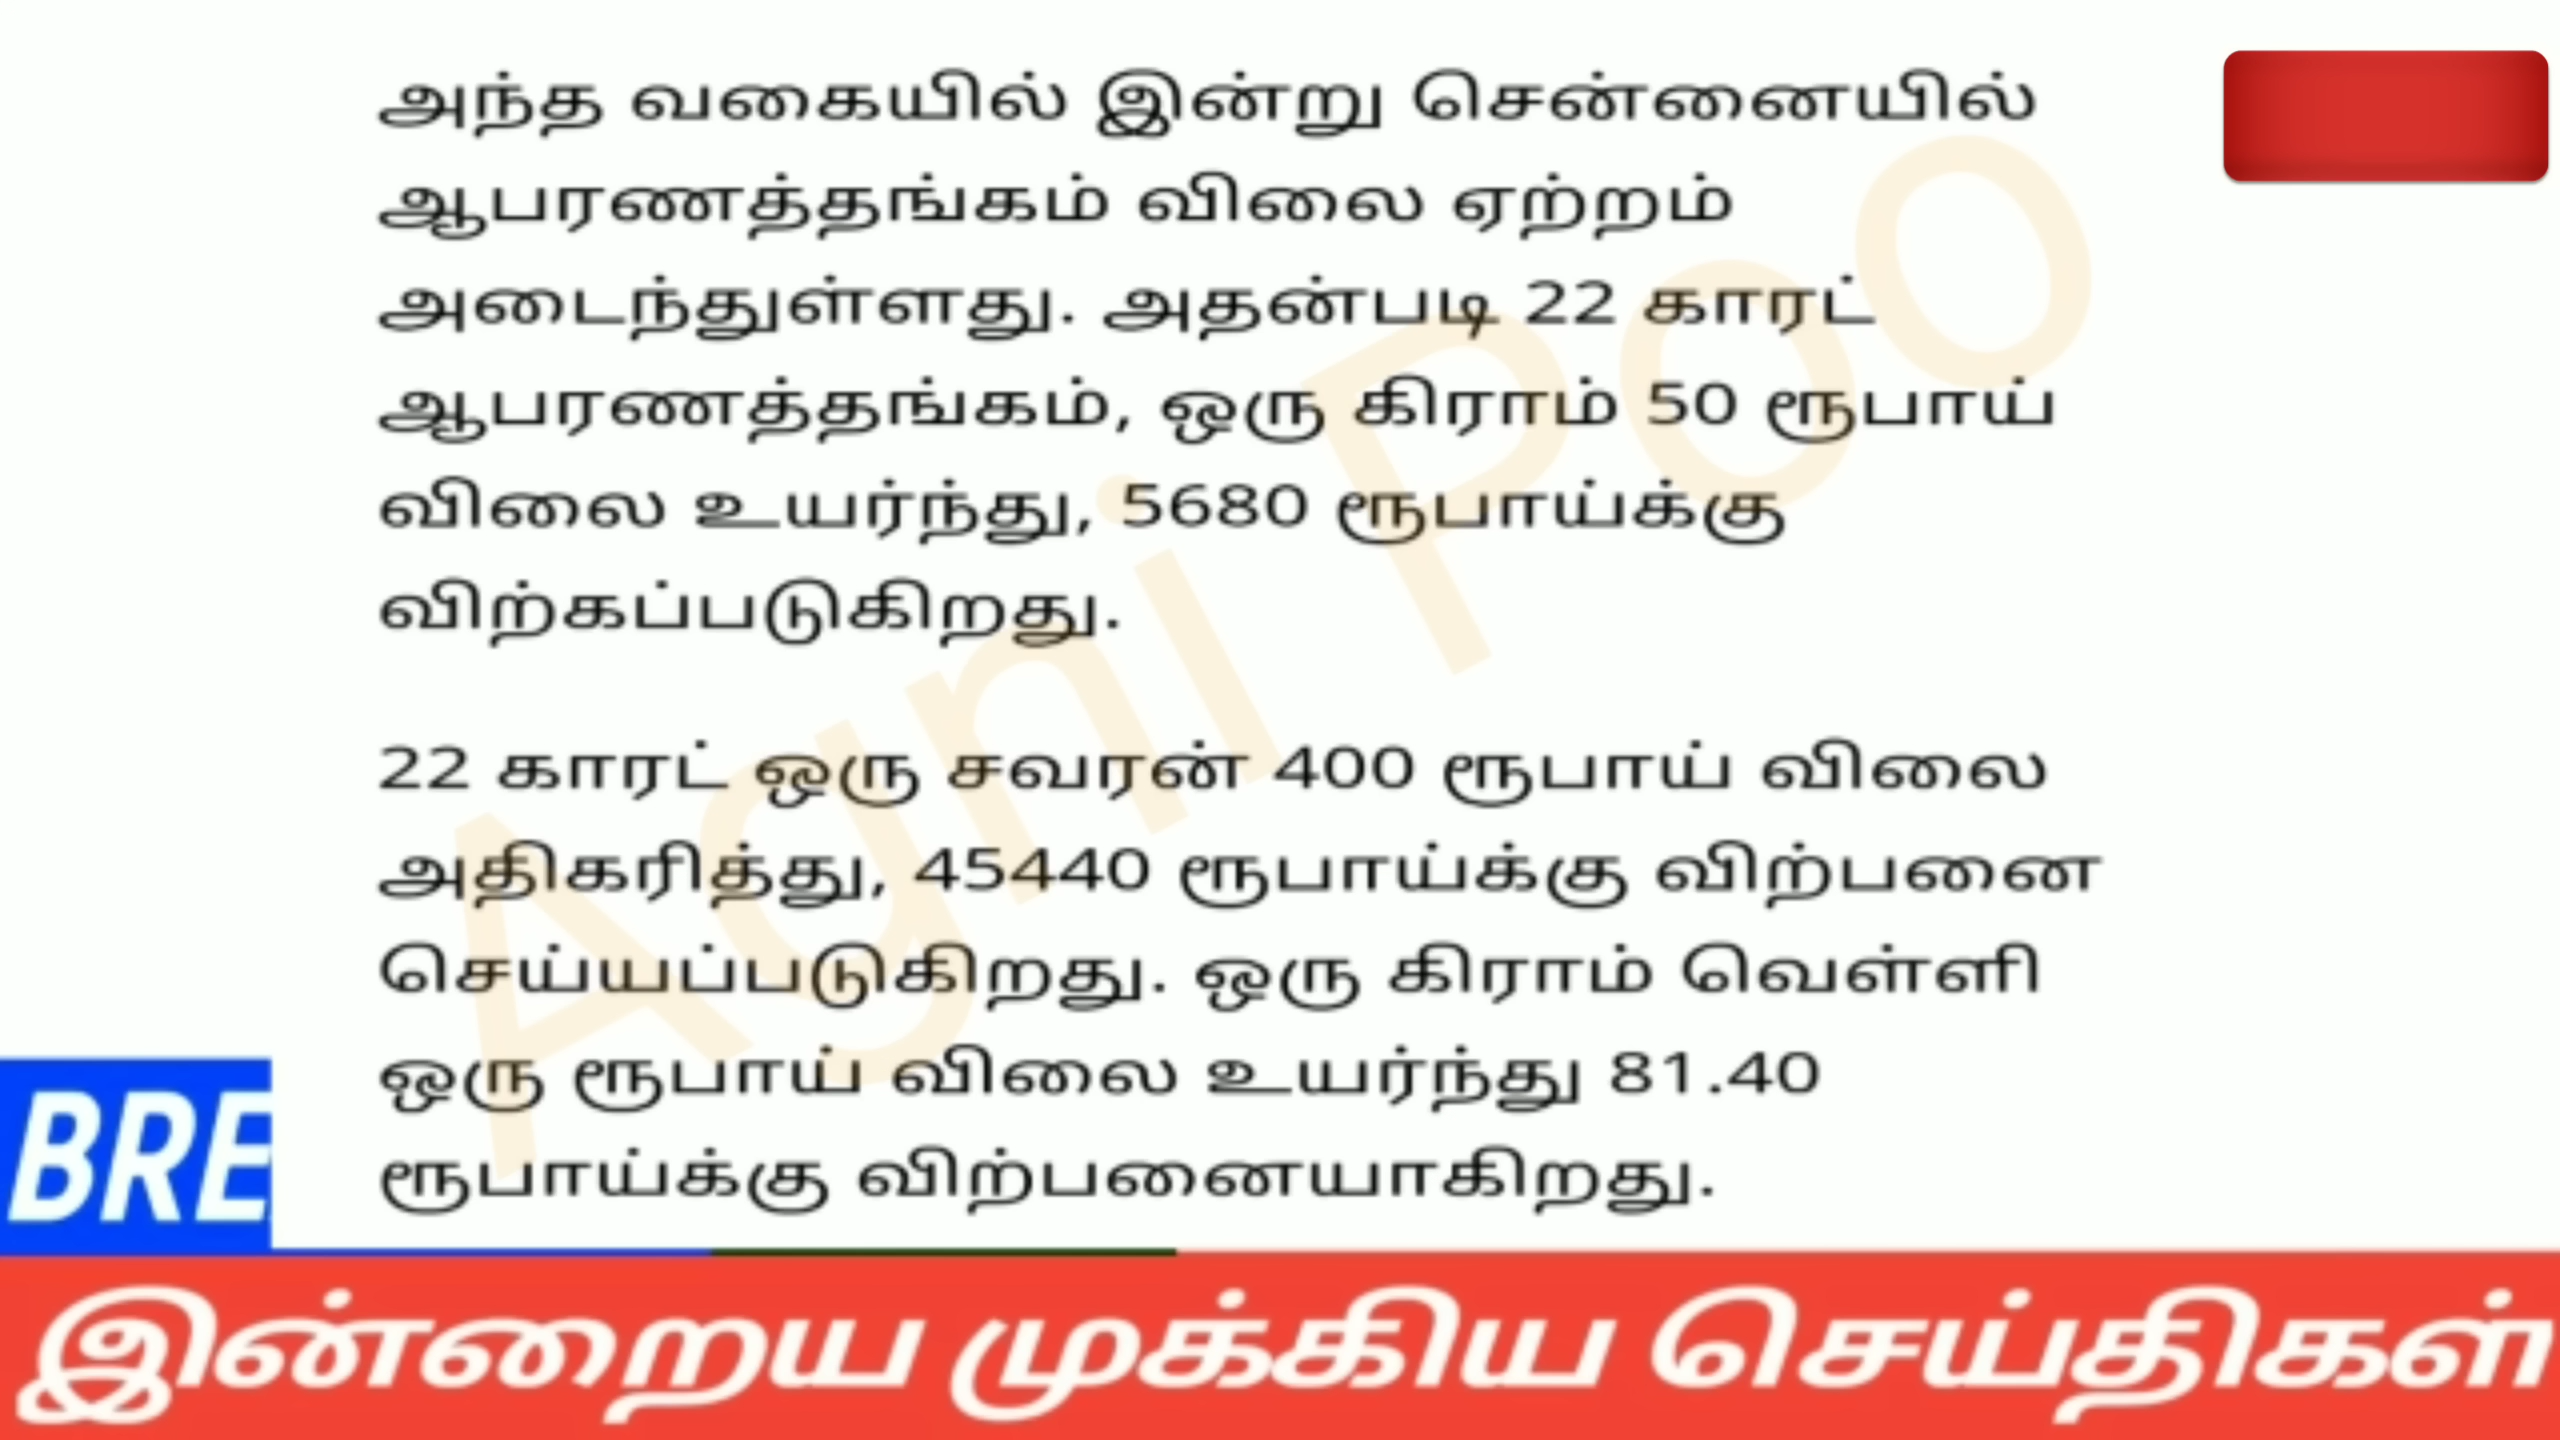 அந்த வகையில் இன்று சென்னையில்
ஆபரணத்தங்கம் விலை ஏற்றம்
அடைந்துள்ளது. அதன்படி 22 காரட்
ஆபரணத்தங்கம், ஒரு கிராம் 50 ரூபாய்
விலை உயர்ந்து, 5680 ரூபாய்க்கு
விற்கப்படுகிறது.
22 காரட் ஒரு சவரன் 400 ரூபாய் விலை
அதிகரித்து, 45440 ரூபாய்க்கு விற்பனை
செய்யப்படுகிறது. ஒரு கிராம் வெள்ளி
ஒரு ரூபாய் விலை உயர்ந்து 81.40
ரூபாய்க்கு விற்பனையாகிறது.
Agni Poo
BRE
இன்றைய முக்கிய செய்திகள்